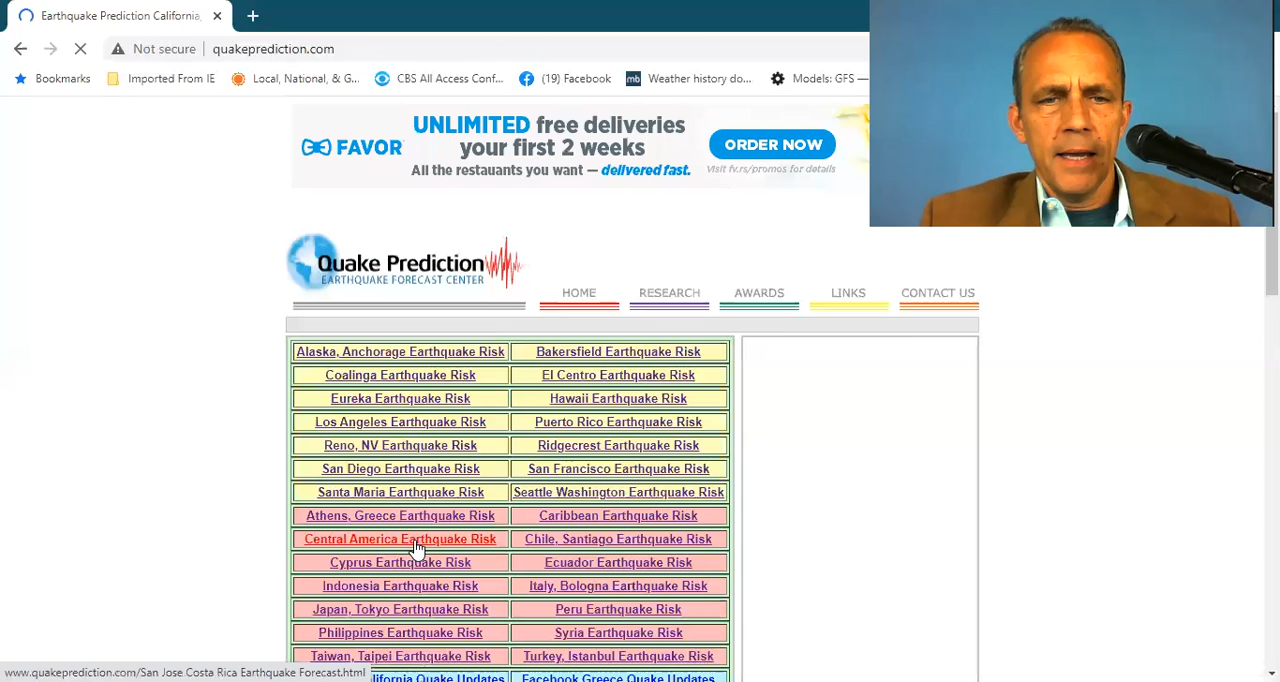 Earthquake Prediction California,
Not secure quakeprediction.com
Bookmarks Imported From IE Local, National, & G... CBS All Access Conf... (19) Facebook mb Weather history do... Models: GFS —
FAVOR
UNLIMITED free deliveries
your first 2 weeks
All the restauants you want — delivered fast.
ORDER NOW
Visit fv.rs/promos for details
Quake Prediction
EARTHQUAKE FORECAST CENTER
HOME RESEARCH AWARDS LINKS CONTACT US
Alaska, Anchorage Earthquake Risk Bakersfield Earthquake Risk
Coalinga Earthquake Risk El Centro Earthquake Risk
Eureka Earthquake Risk Hawaii Earthquake Risk
Los Angeles Earthquake Risk Puerto Rico Earthquake Risk
Reno, NV Earthquake Risk Ridgecrest Earthquake Risk
San Diego Earthquake Risk San Francisco Earthquake Risk
Santa Maria Earthquake Risk Seattle Washington Earthquake Risk
Athens, Greece Earthquake Risk Caribbean Earthquake Risk
Central America Earthquake Risk Chile, Santiago Earthquake Risk
Cyprus Earthquake Risk Ecuador Earthquake Risk
Indonesia Earthquake Risk Italy, Bologna Earthquake Risk
Japan, Tokyo Earthquake Risk Peru Earthquake Risk
Philippines Earthquake Risk Syria Earthquake Risk
Taiwan, Taipei Earthquake Risk Turkey, Istanbul Earthquake Risk
www.quakeprediction.com/San Jose Costa Rica Earthquake Forecast.html
alifornia Quake Updates Facebook Greece Quake Updates